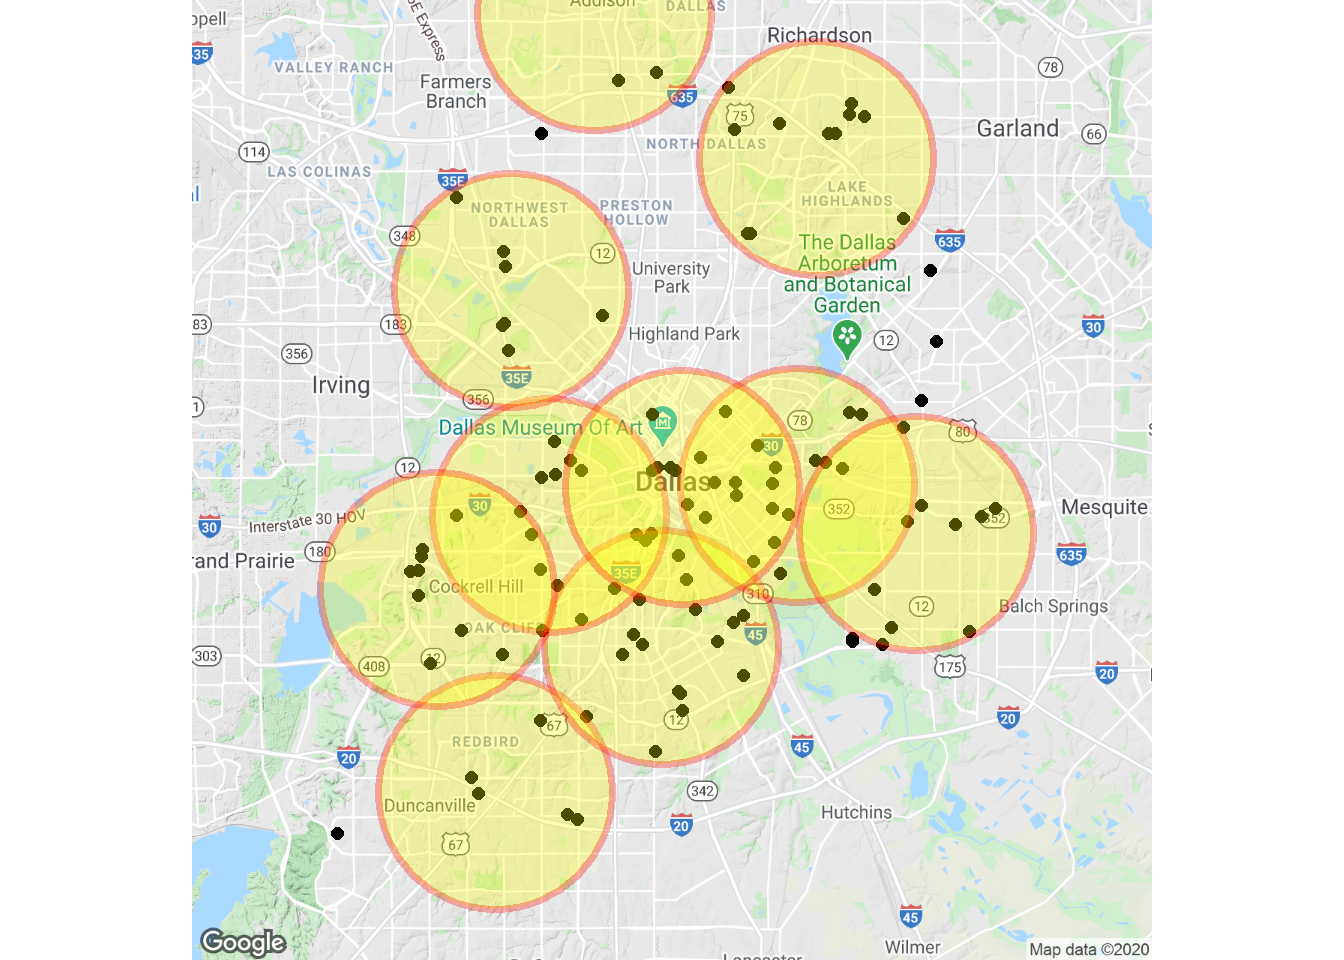 Addison
DALLAS
ppell
Richardson
35
VALLEY RANCH
DE Express
Farmers
Branch
78
635
75
Garland
66
114
NORTH DALLAS
LAS COLINAS
35E
LAKE
HIGHLANDS
NORTHWEST
DALLAS
PRESTON
HOLLOW
348
12
635
The Dallas
Arboretum
and Botanical
Garden
University
Park
83
183
30
Highland Park
12
356
Irving
35E
356
Dallas Museum Of Art
78
80
30
12
Dallas
30
352
352
Mesquite
Interstate 30 HOV
30
180
635
rand Prairie
35E
Cockrell Hill
310
12
Balch Springs
OAK CLIFF
45
303
408
12
175
20
12
67
20
REDBIRD
45
20
342
Duncanville
Hutchins
20
67
45
Google
Wilmer
Map data ©2020
Lancaster